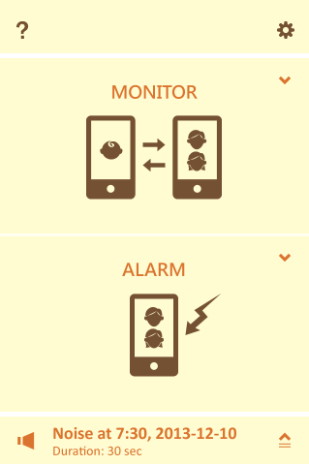 ?
MONITOR
ALARM
Noise at 7:30, 2013-12-10
Duration: 30 sec